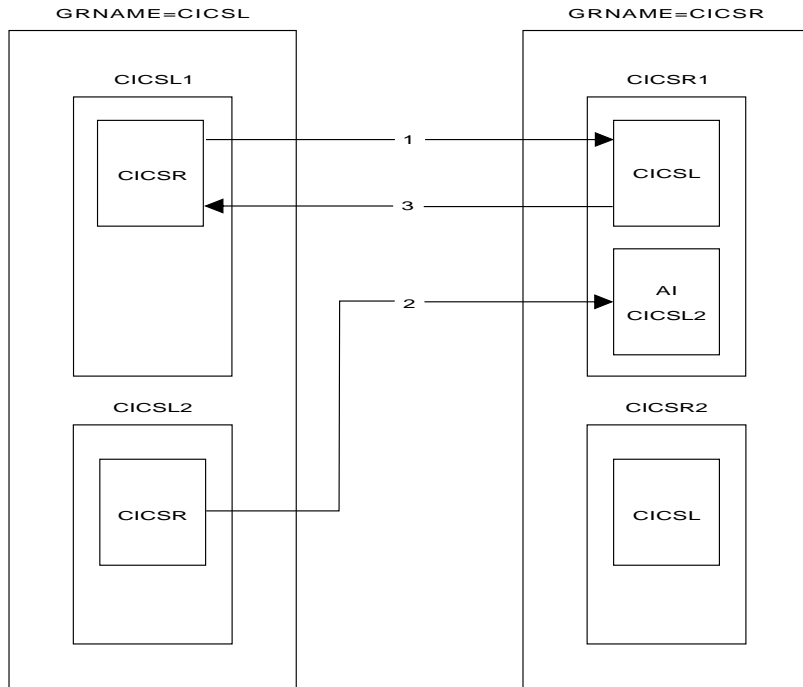 GRNAME=CICSL
GRNAME=CICSR
CICSL1
CICSR1
CICSR
1
CICSL
3
AI
CICSL2
2
CICSL2
CICSR2
CICSR
CICSL